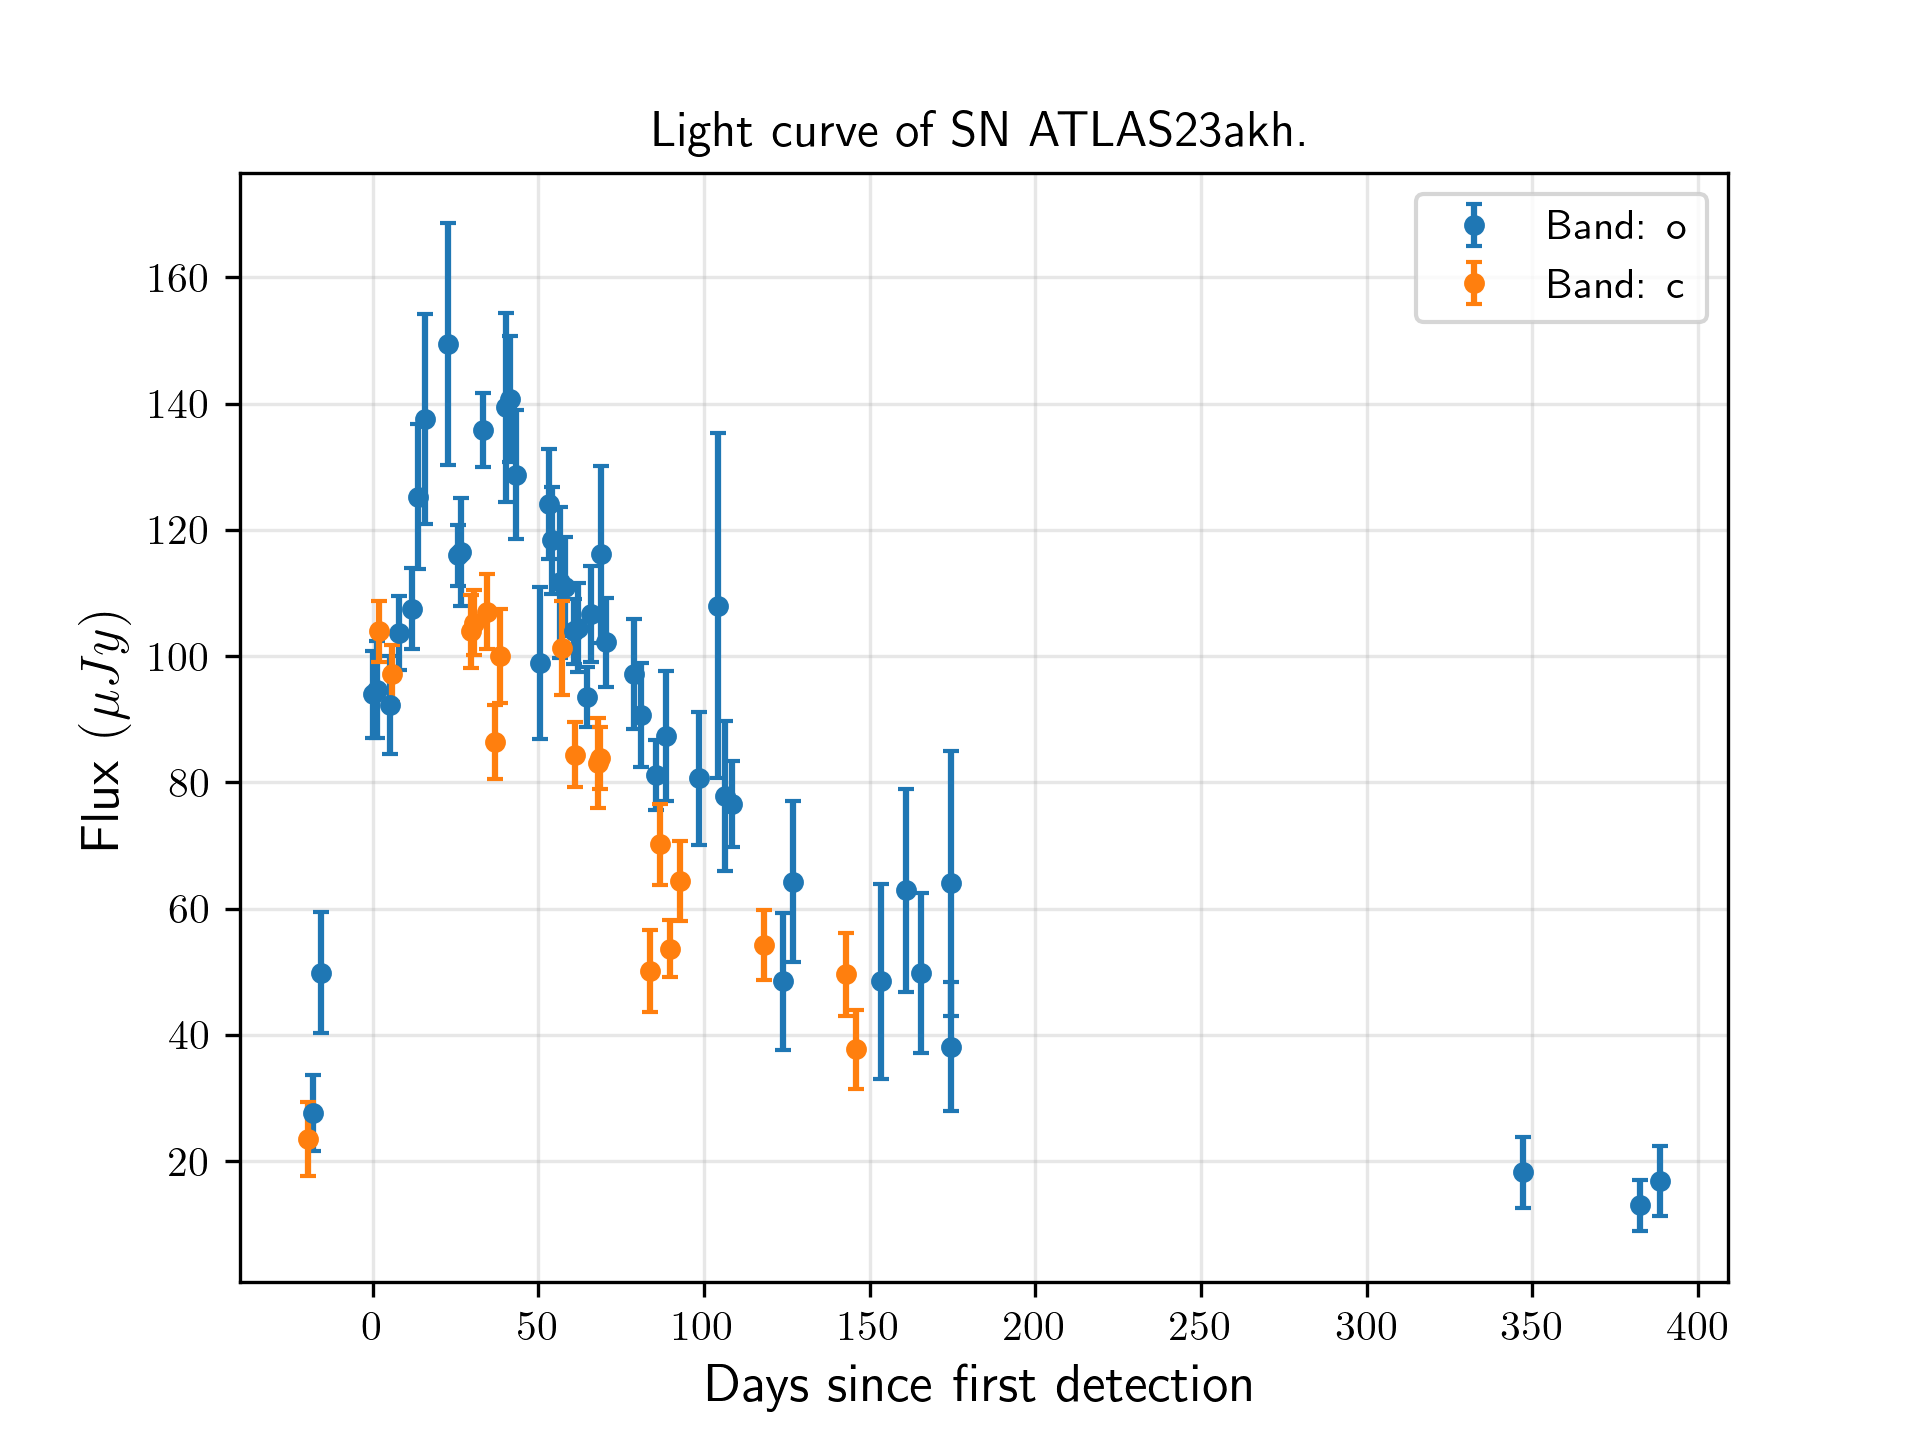 Light curve of SN ATLAS23akh.
Band: o
Band: c
160
140
120
100
80
60
40
20
Flux (μJy)
0 50 100 150 200 250 300 350 400
Days since first detection